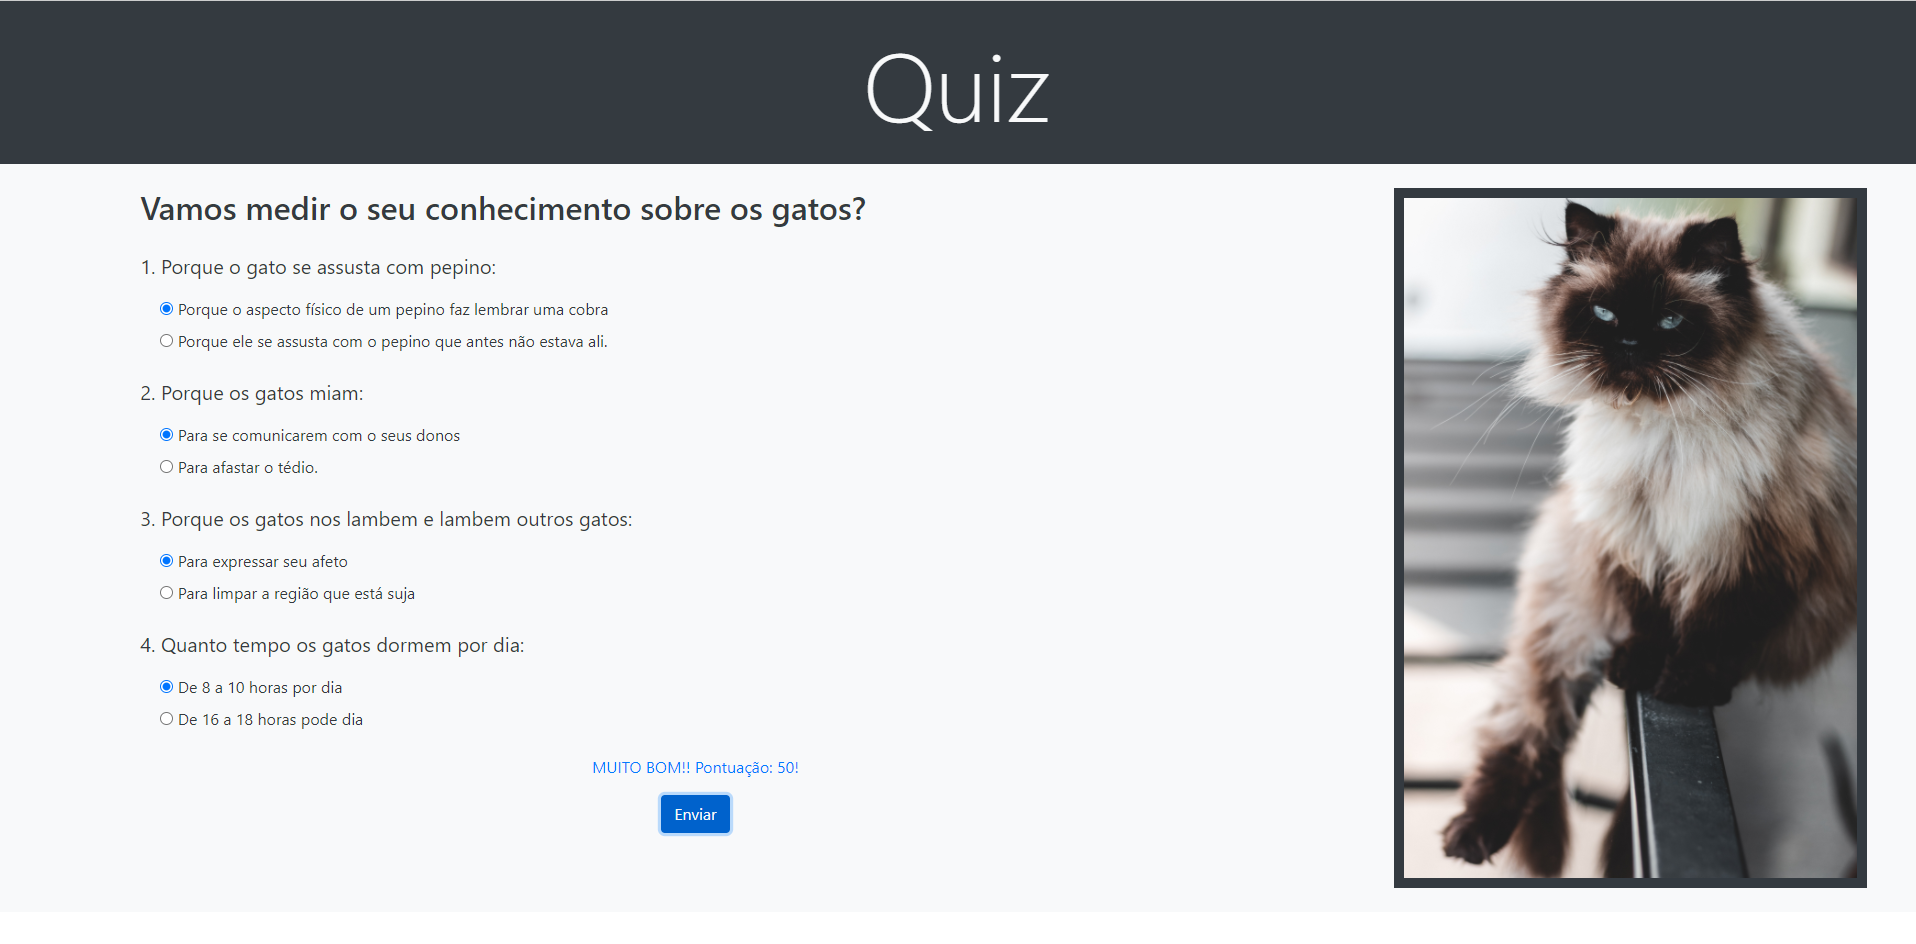 Quiz
Vamos medir o seu conhecimento sobre os gatos?
1. Porque o gato se assusta com pepino:
Porque o aspecto físico de um pepino faz lembrar uma cobra
Porque ele se assusta com o pepino que antes não estava ali.
2. Porque os gatos miam:
Para se comunicarem com o seus donos
Para afastar o tédio.
3. Porque os gatos nos lambem e lambem outros gatos:
Para expressar seu afeto
Para limpar a região que está suja
4. Quanto tempo os gatos dormem por dia:
De 8 a 10 horas por dia
De 16 a 18 horas pode dia
MUITO BOM!! Pontuação: 50!
Enviar